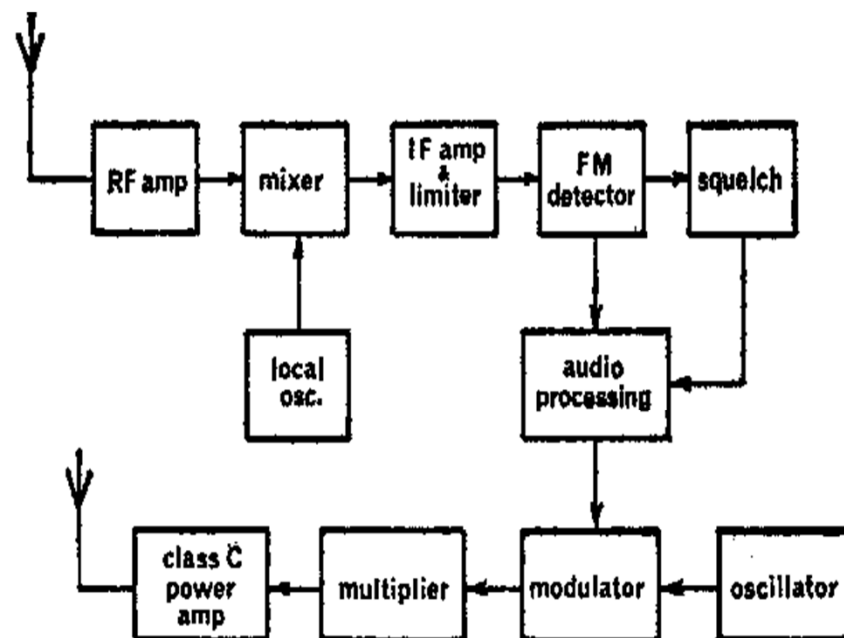 RF amp
mixer
IF amp
&
limiter
FM
detector
squelch
local
osc.
audio
processing
class C
power
amp
multiplier
modulator
oscillator